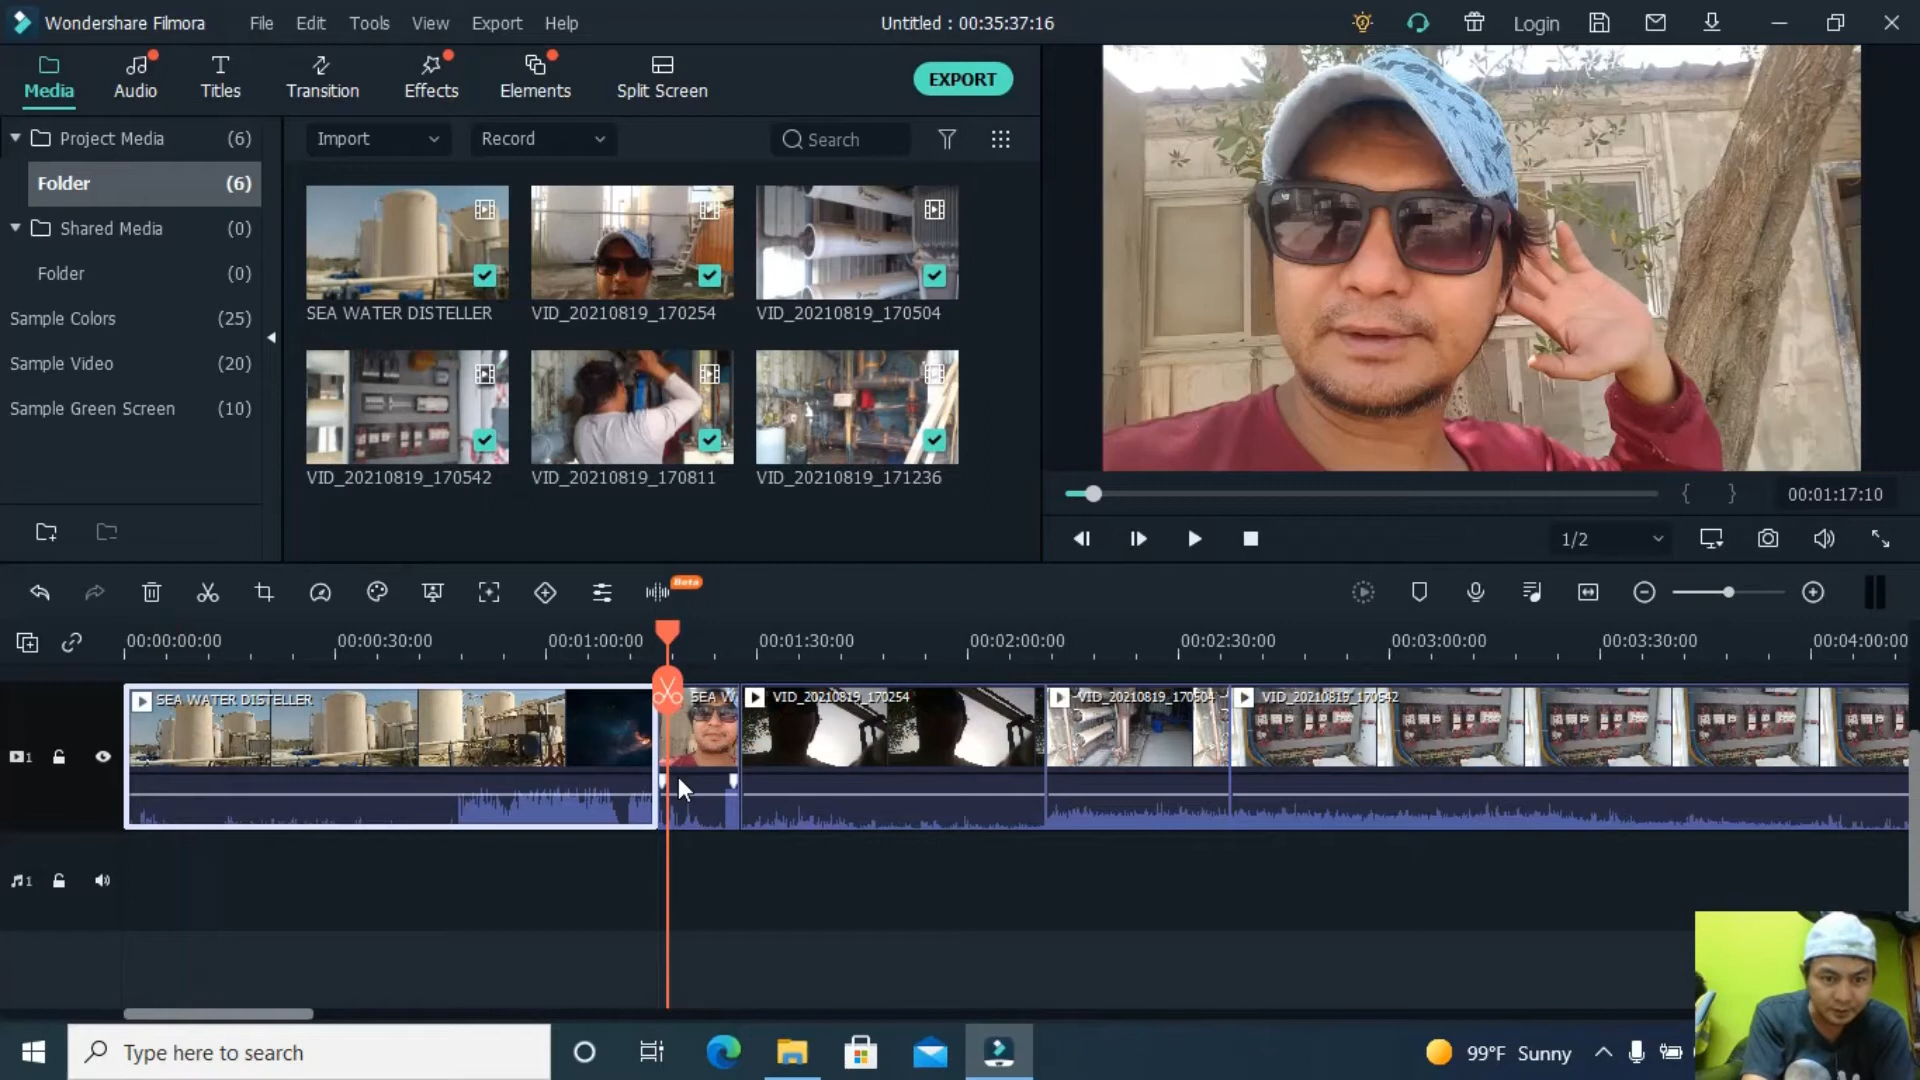 Wondershare Filmora
File Edit Tools View Export Help
Untitled : 00:35:37:16
Login
Media Audio Titles Transition Effects Elements Split Screen
EXPORT
Project Media (6)
Folder (6)
Shared Media (0)
Folder (0)
Sample Colors (25)
Sample Video (20)
Sample Green Screen (10)
Import Record Search
SEA WATER DISTELLER VID_20210819_170254 VID_20210819_170504
VID_20210819_170542 VID_20210819_170811 VID_20210819_171236
{ } 00:01:17:10
1/2
Beta
00:00:00:00 00:00:30:00 00:01:00:00 00:01:30:00 00:02:00:00 00:02:30:00 00:03:00:00 00:03:30:00 00:04:00:00
SEA WATER DISTELLER SEA W VID_20210819_170254 VID_20210819_170504 VID_20210819_170542
1
1
Type here to search
99°F Sunny